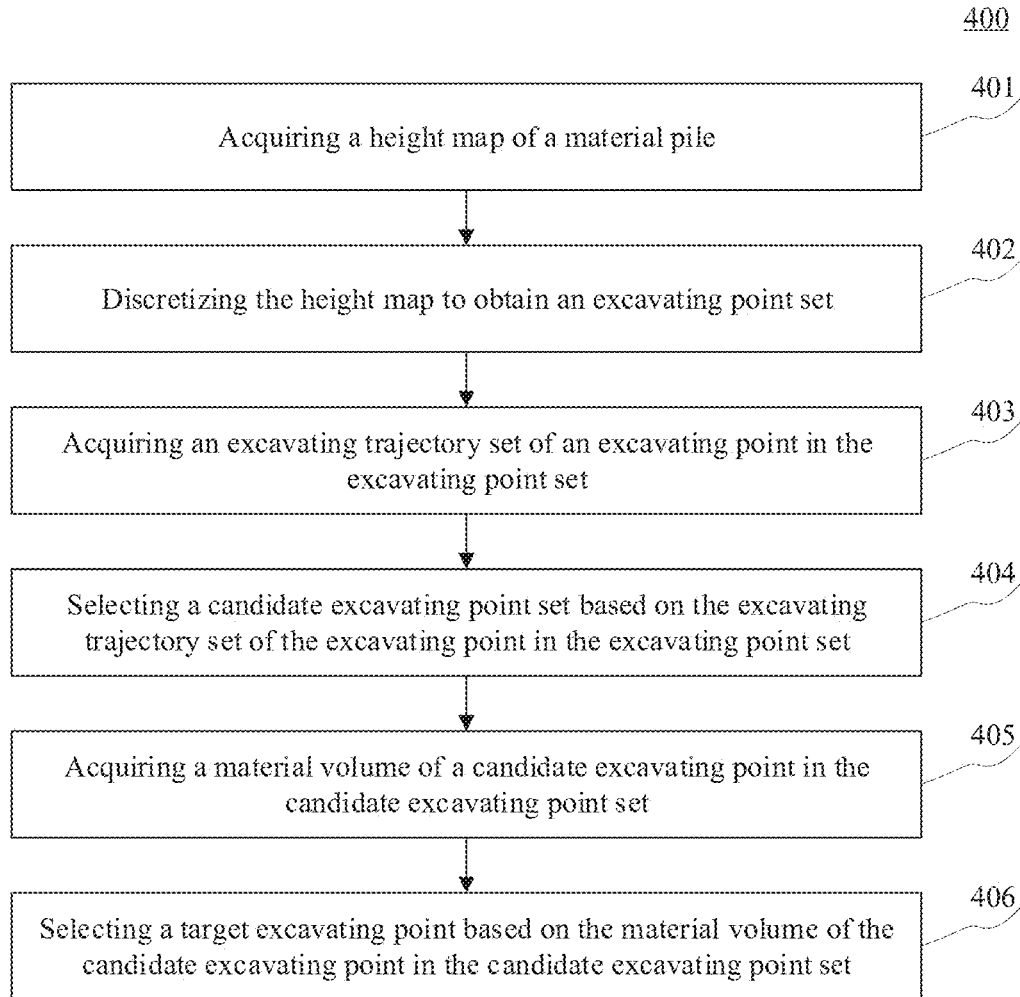 400
401
Acquiring a height map of a material pile
402
Discretizing the height map to obtain an excavating point set
403
Acquiring an excavating trajectory set of an excavating point in the
excavating point set
404
Selecting a candidate excavating point set based on the excavating
trajectory set of the excavating point in the excavating point set
405
Acquiring a material volume of a candidate excavating point in the
candidate excavating point set
406
Selecting a target excavating point based on the material volume of the
candidate excavating point in the candidate excavating point set